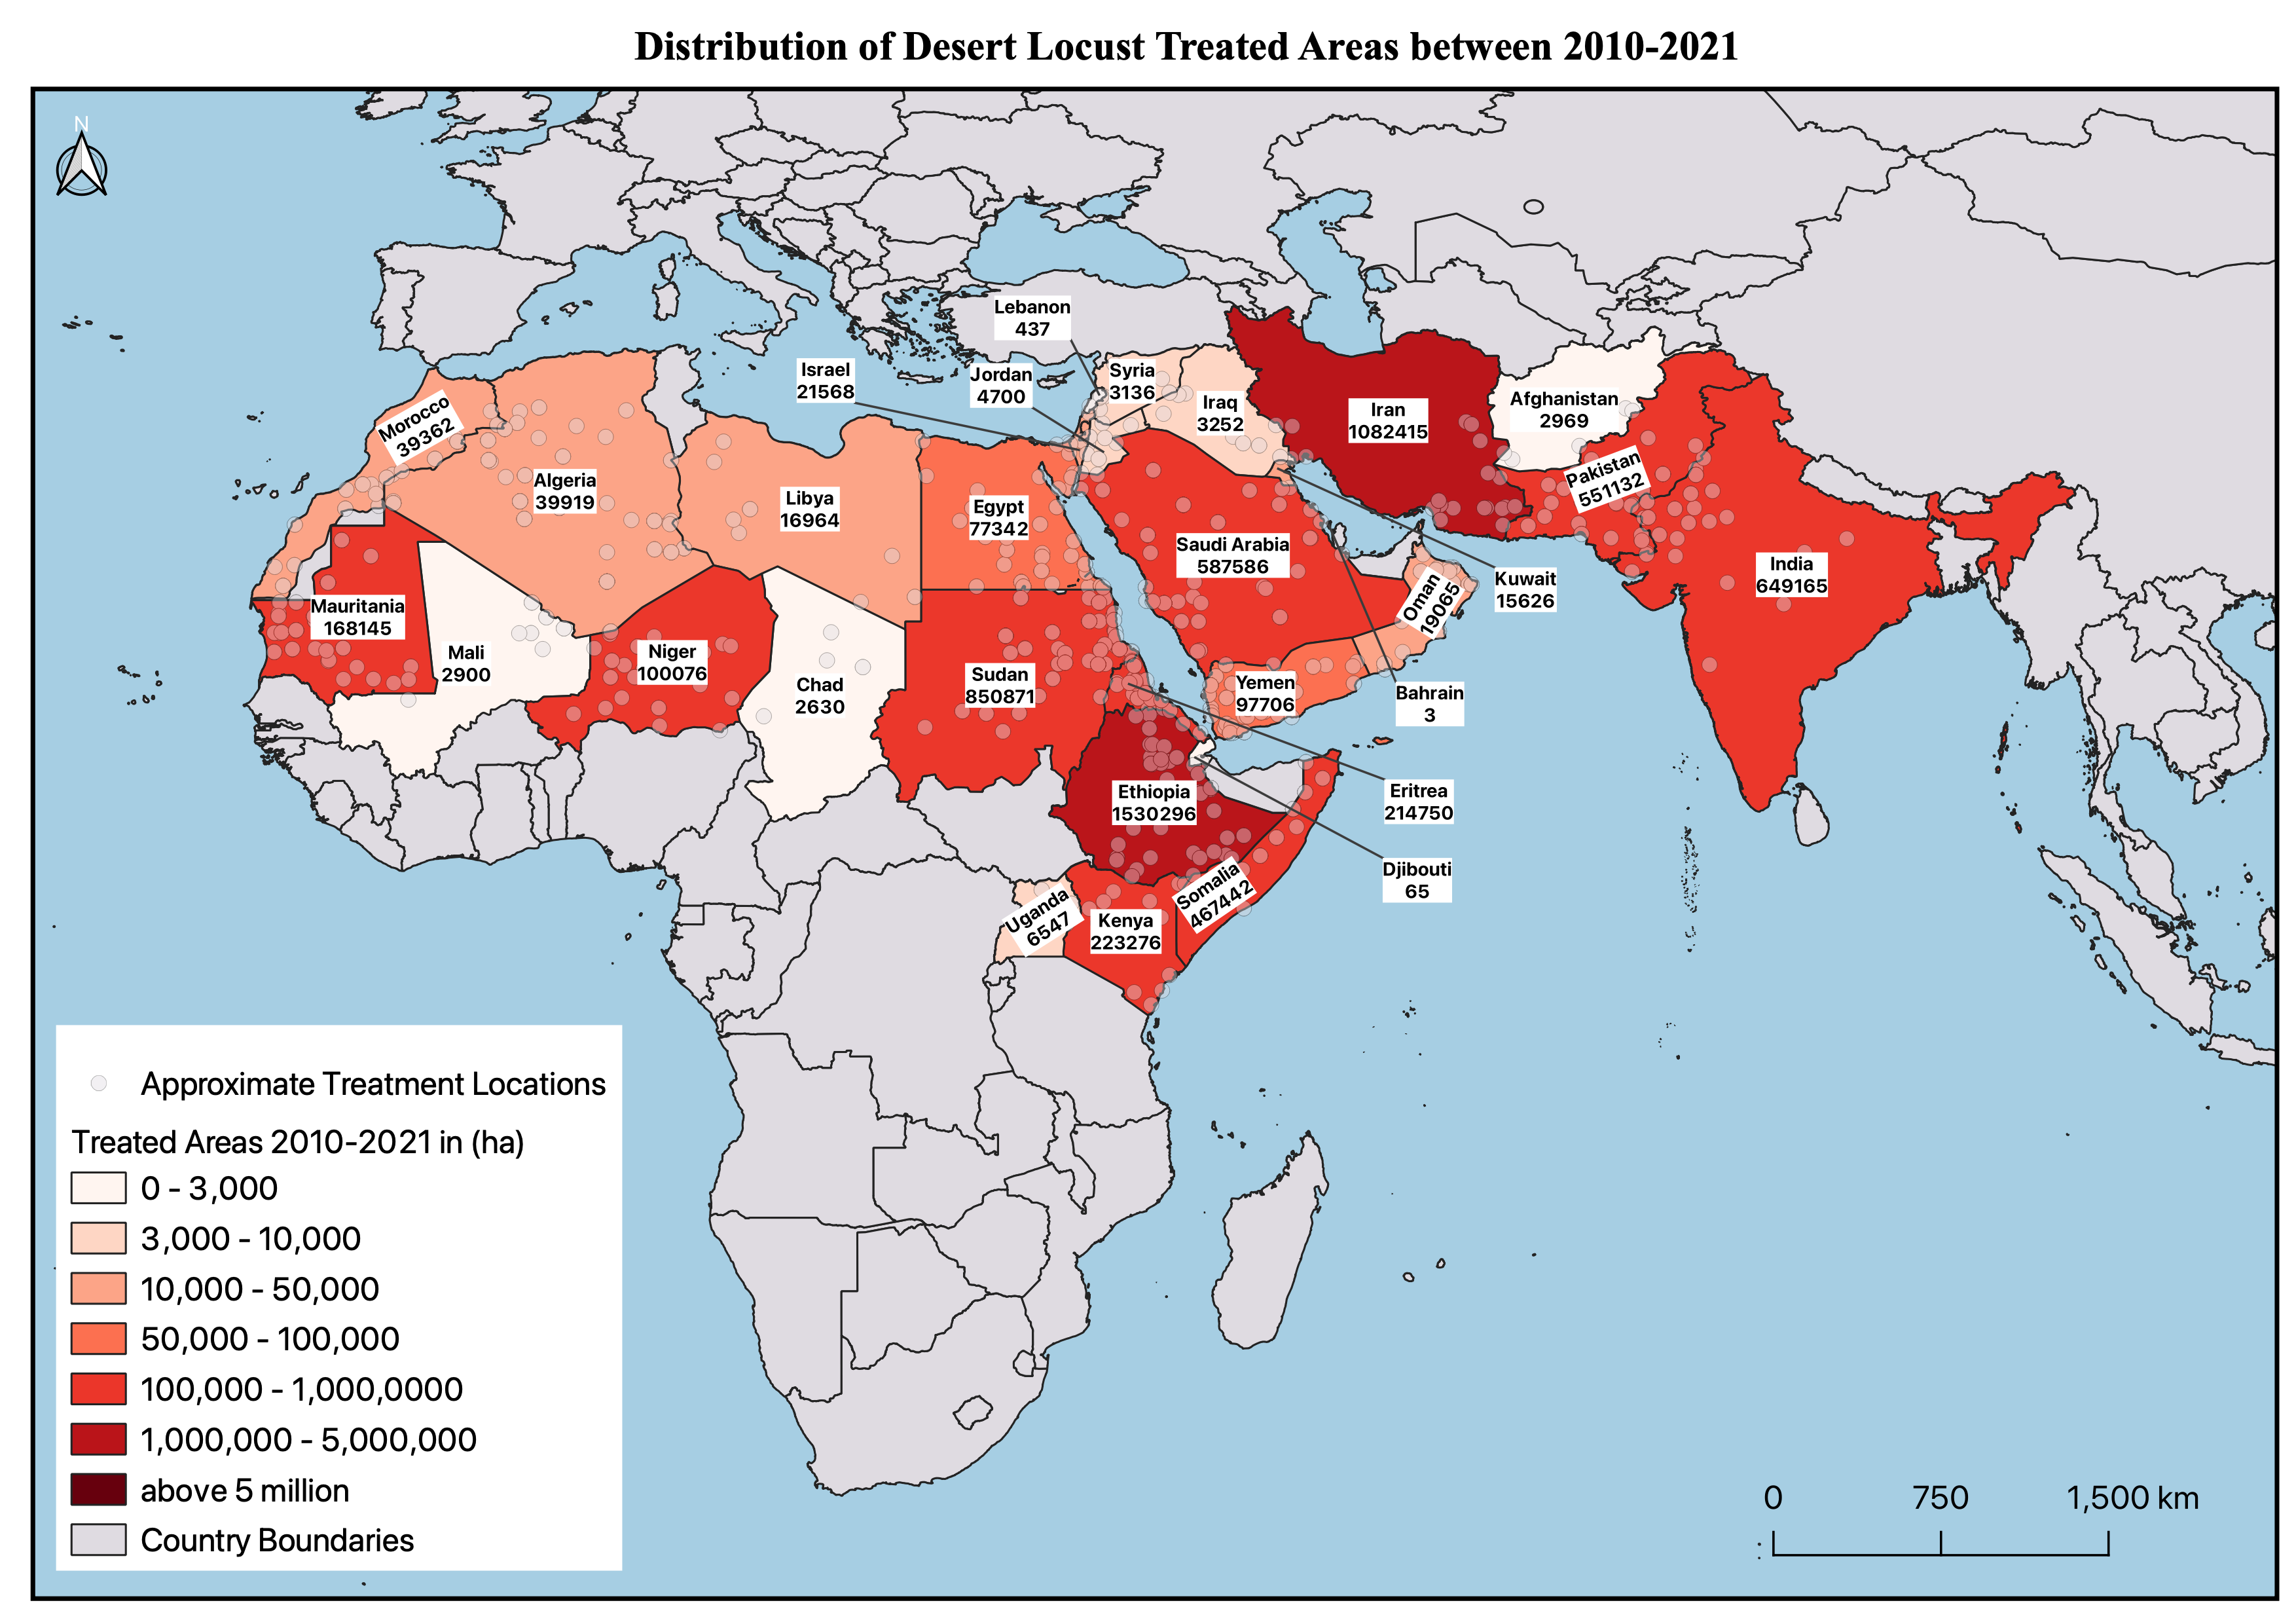 Distribution of Desert Locust Treated Areas between 2010-2021
N
Lebanon
437
Israel
21568
Jordan
4700
Syria
3136
Iraq
3252
Iran
1082415
Afghanistan
2969
Morocco
39362
Algeria
39919
Libya
16964
Egypt
77342
Pakistan
551132
Saudi Arabia
587586
Kuwait
15626
India
649165
Oman
19065
Mauritania
168145
Mali
2900
Niger
100076
Chad
2630
Sudan
850871
Yemen
97706
Bahrain
3
Ethiopia
1530296
Eritrea
214750
Djibouti
65
Somalia
467442
Uganda
6547
Kenya
223276
Approximate Treatment Locations
Treated Areas 2010-2021 in (ha)
0 - 3,000
3,000 - 10,000
10,000 - 50,000
50,000 - 100,000
100,000 - 1,000,0000
1,000,000 - 5,000,000
above 5 million
Country Boundaries
0 750 1,500 km